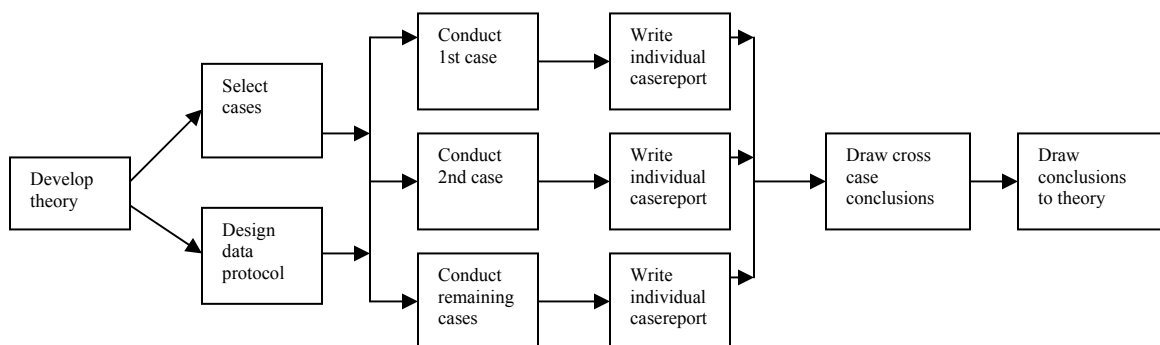 Develop
theory
Select
cases
Design
data
protocol
Conduct
1st case
Write
individual
casereport
Conduct
2nd case
Write
individual
casereport
Conduct
remaining
cases
Write
individual
casereport
Draw cross
case
conclusions
Draw
conclusions
to theory